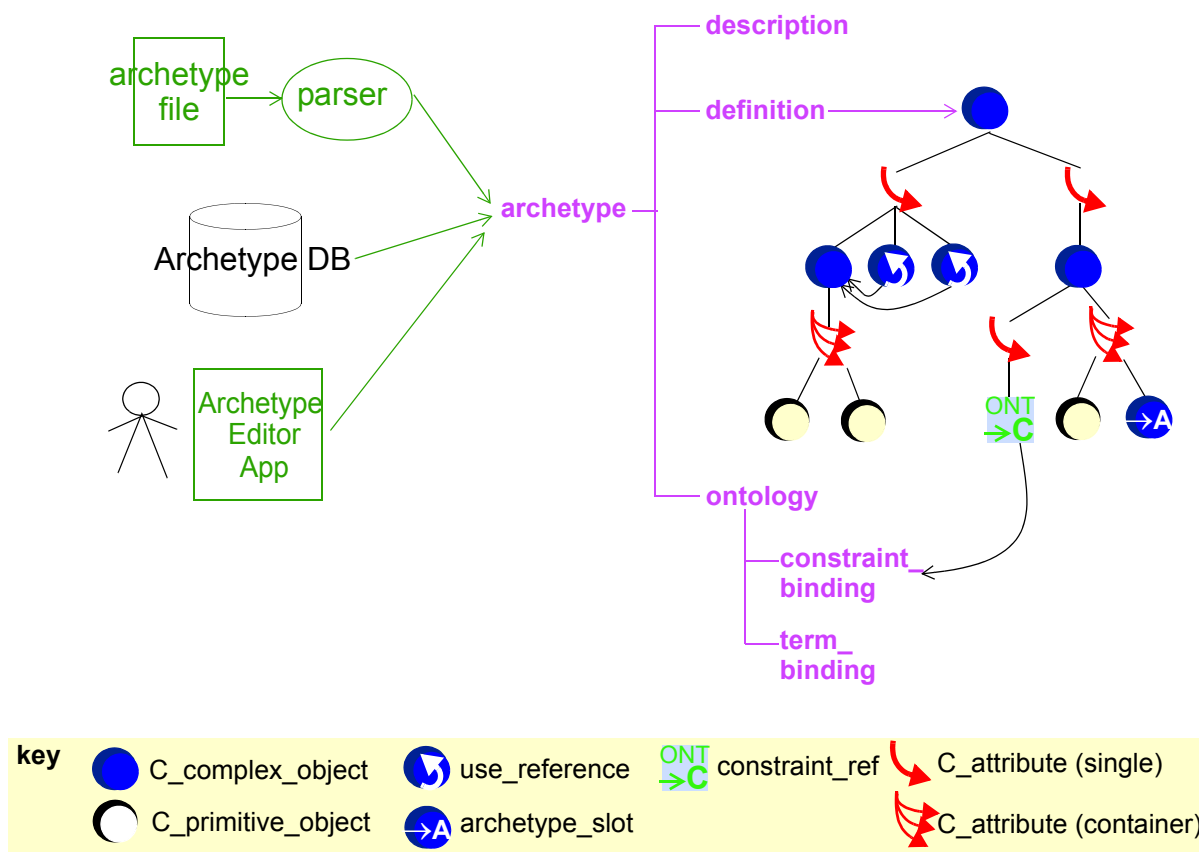 description
archetype
file
parser
definition
archetype
Archetype DB
Archetype
Editor
App
ONT
→C
→A
ontology
constraint_
binding
term_
binding
key
C_complex_object
use_reference
ONT
→C
constraint_ref
C_attribute (single)
C_primitive_object
→A
archetype_slot
C_attribute (container)